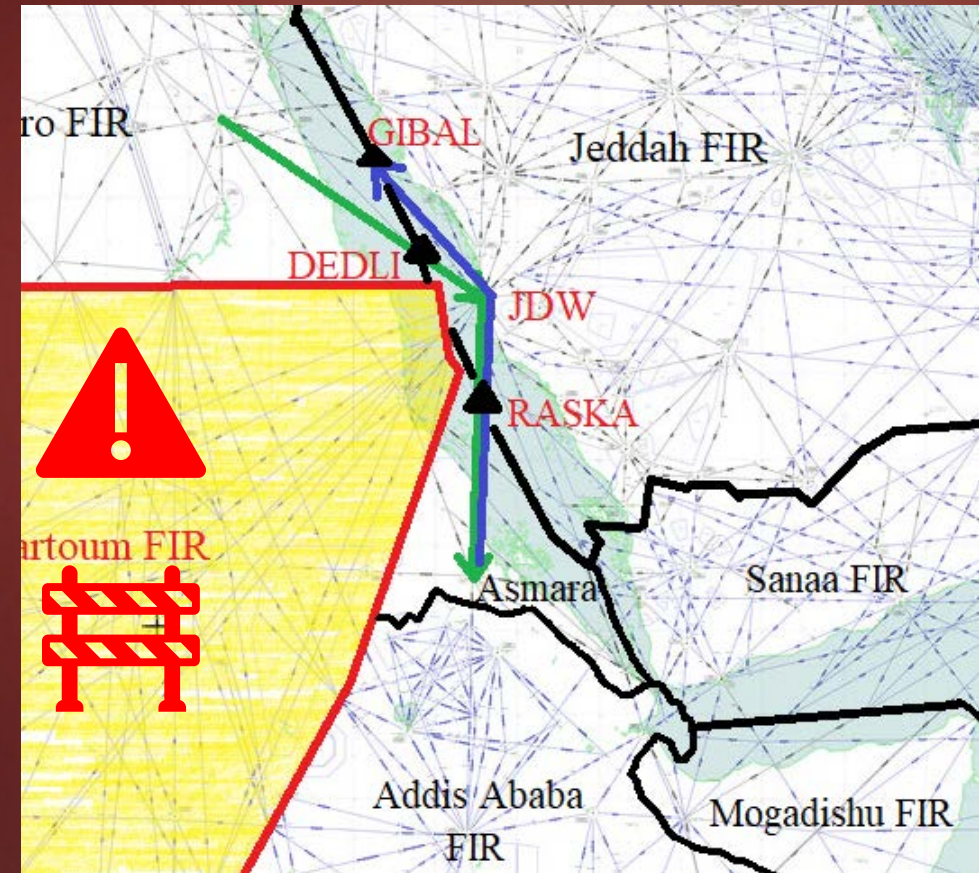 ro FIR
GIBAL
Jeddah FIR
DEDLI
JDW
RASKA
artoum FIR
Asmara
Sanaa FIR
Addis Ababa
FIR
Mogadishu FIR